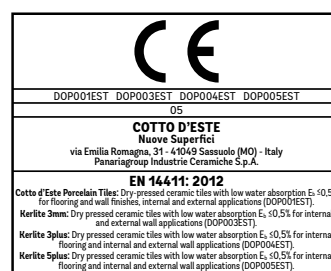 CE
DOP001EST DOP003EST DOP004EST DOP005EST
05
COTTO D'ESTE
Nuove Superfici
via Emilia Romagna, 31 - 41049 Sassuolo (MO) - Italy
Panariagroup Industrie Ceramiche S.p.A.
EN 14411: 2012
Cotto d'Este Porcelain Tiles: Dry-pressed ceramic tiles with low water absorption Eb ≤0,5
for flooring and wall finishes, internal and external applications (DOP001EST).
Kerlite 3mm: Dry pressed ceramic tiles with low water absorption Eb ≤0,5% for interna
and external wall applications (DOP003EST).
Kerlite 3plus: Dry pressed ceramic tiles with low water absorption Eb ≤0,5% for internal
flooring and internal and external wall applications (DOP004EST).
Kerlite 5plus: Dry pressed ceramic tiles with low water absorption Eb ≤0,5% for internal
flooring and internal and external wall applications (DOP005EST).